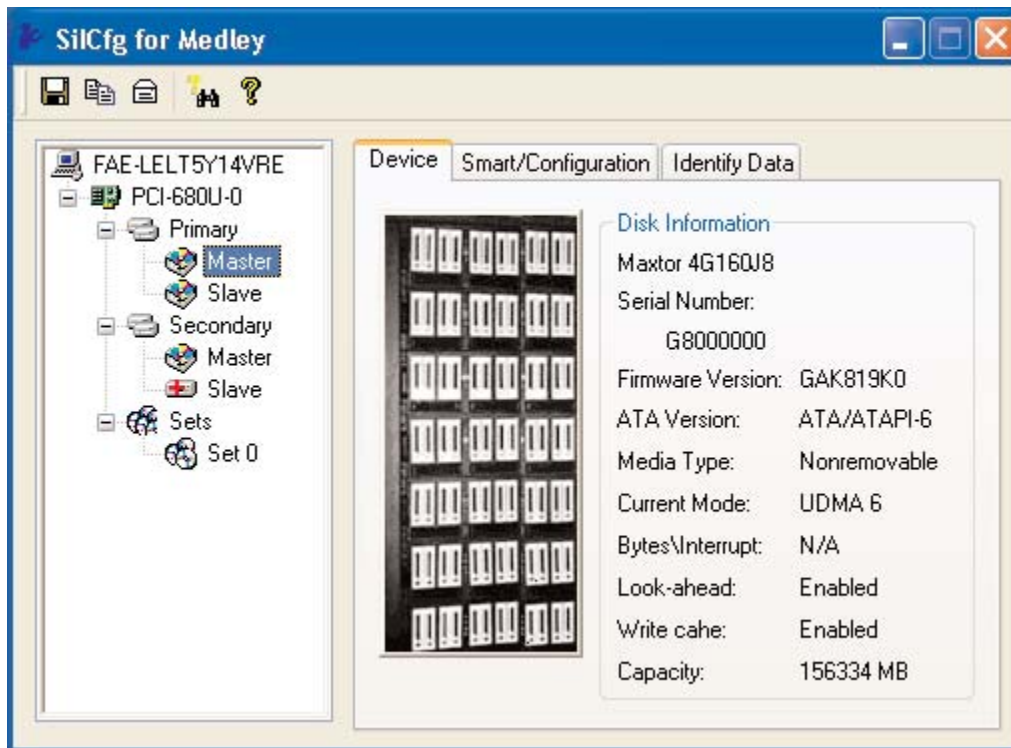 SilCfg for Medley
FAE-LELT5Y14VRE
PCI-680U-0
Primary
Master
Slave
Secondary
Master
Slave
Sets
Set 0
Device
Smart/Configuration
Identify Data
Disk Information
Maxtor 4G160J8
Serial Number:
G8000000
Firmware Version: GAK819K0
ATA Version: ATA/ATAPI-6
Media Type: Nonremovable
Current Mode: UDMA 6
Bytes\Interrupt: N/A
Look-ahead: Enabled
Write cahe: Enabled
Capacity: 156334 MB